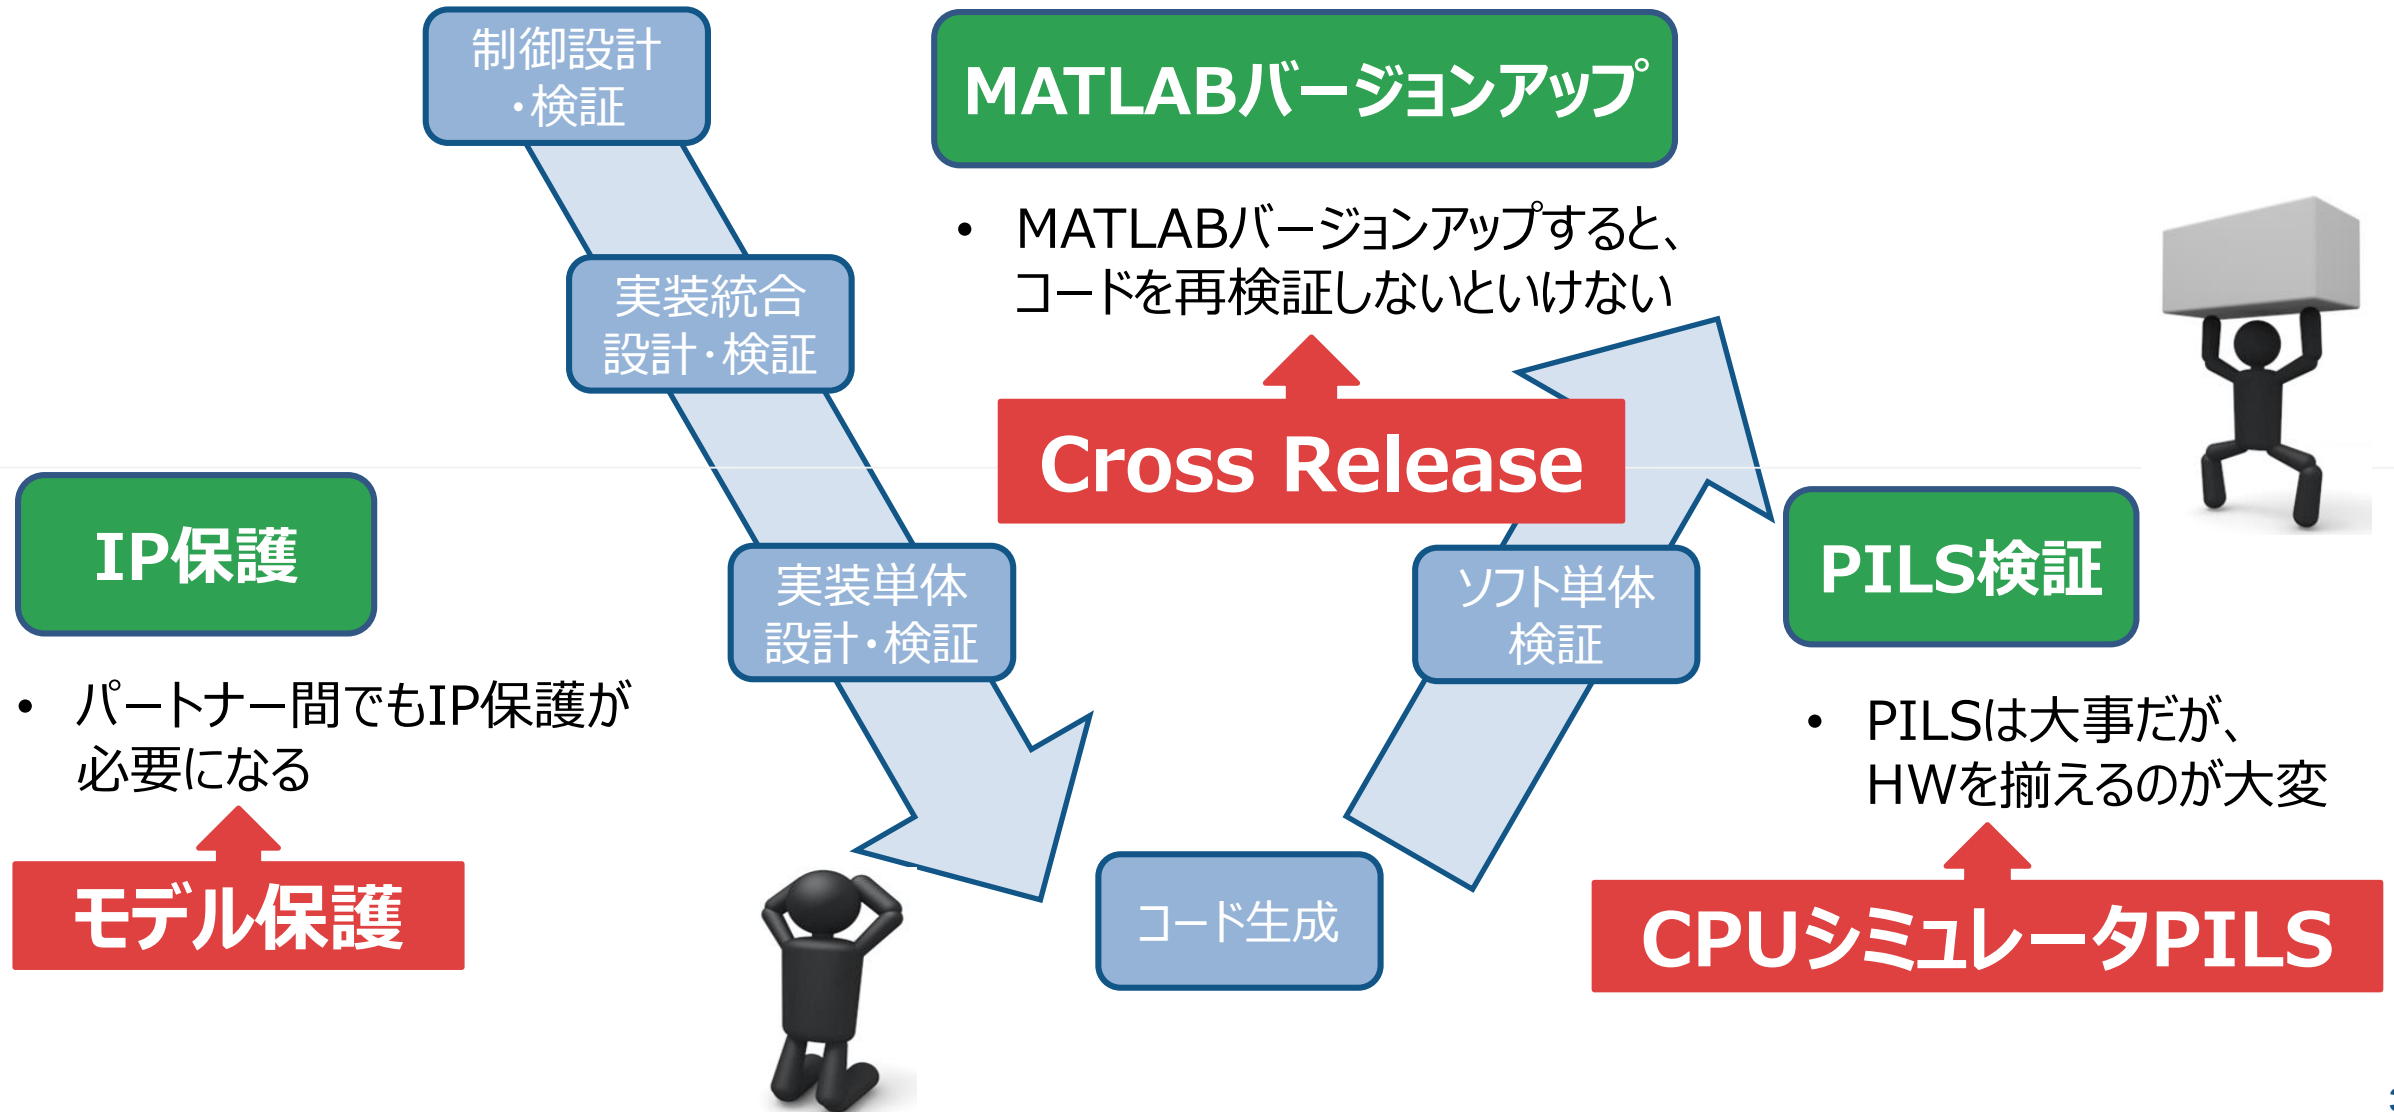 制御設計
・検証
MATLABバージョンアップ
• MATLABバージョンアップすると、
コードを再検証しないといけない
実装統合
設計・検証
Cross Release
IP保護
• パートナー間でもIP保護が
必要になる
モデル保護
実装単体
設計・検証
ソフト単体
検証
PILS検証
• PILSは大事だが、
HWを揃えるのが大変
CPUシミュレータPILS
コード生成